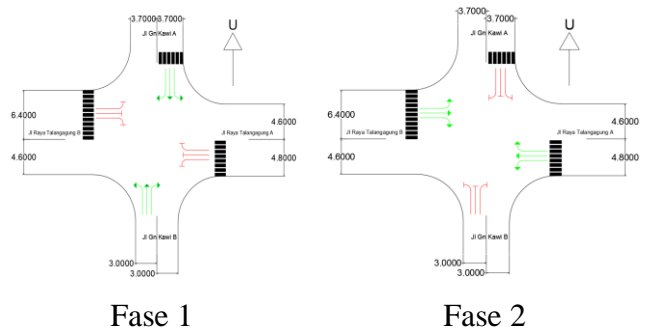 3.7000 3.7000
Jl Gn Kawi A
U
6.4000
Jl Raya Talangagung B
4.6000
Jl Raya Talangagung A
4.6000
4.8000
Jl Gn Kawi B
3.0000
3.0000
Fase 1
3.7000
3.7000
Jl Gn Kawi A
U
6.4000
Jl Raya Talangagung B
4.6000
Jl Raya Talangagung A
4.6000
4.8000
Jl Gn Kawi B
3.0000
3.0000
Fase 2